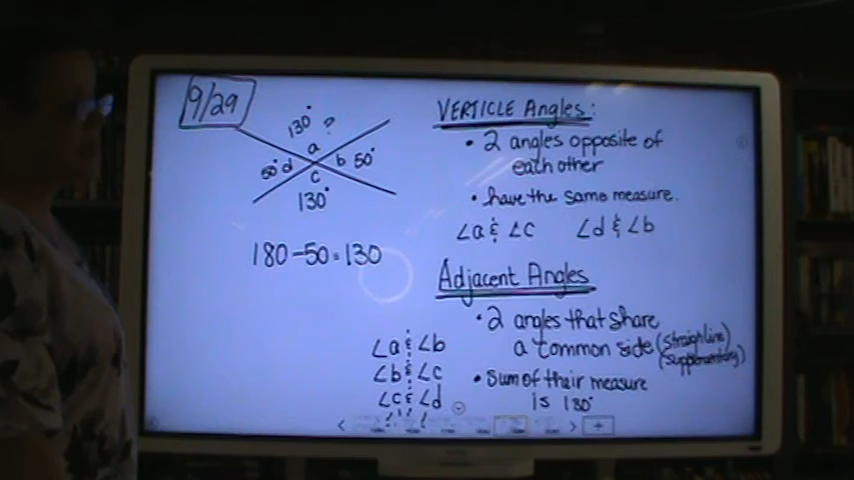 9/29
130° ?
a
50° d b 50°
c
130°
180-50=130
VERTICLE Angles:
• 2 angles opposite of
each other
• have the same measure.
∠a & ∠c ∠d & ∠b
Adjacent Angles
• 2 angles that share
a common side (straigh line)
(supplementary)
• Sum of their measure
is 180°
∠a & ∠b
∠b & ∠c
∠c & ∠d